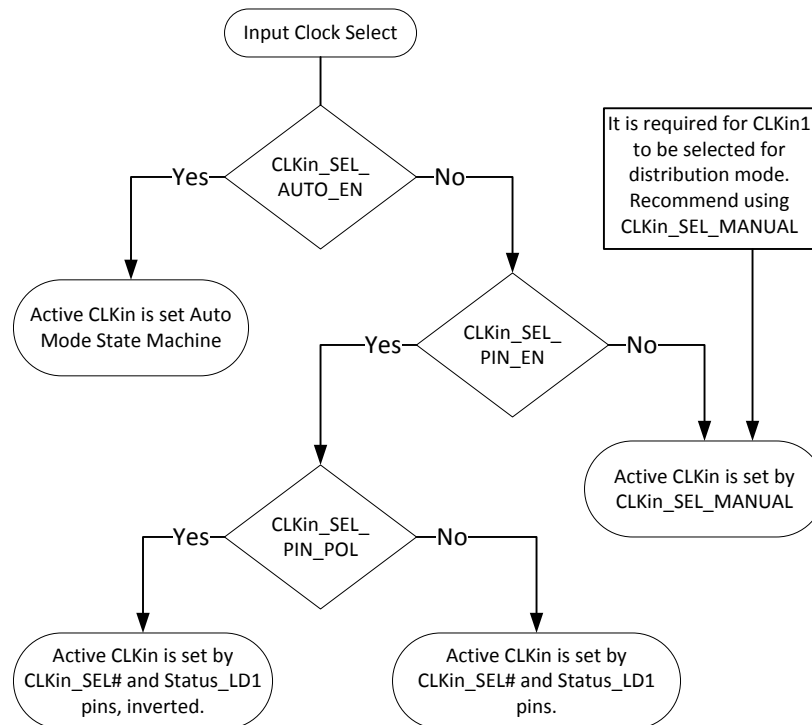 Input Clock Select
CLKin_SEL_
AUTO_EN
Yes
No
It is required for CLKin1
to be selected for
distribution mode.
Recommend using
CLKin_SEL_MANUAL
Active CLKin is set Auto
Mode State Machine
CLKin_SEL_
PIN_EN
Yes
No
Active CLKin is set by
CLKin_SEL_MANUAL
CLKin_SEL_
PIN_POL
Yes
No
Active CLKin is set by
CLKin_SEL# and Status_LD1
pins, inverted.
Active CLKin is set by
CLKin_SEL# and Status_LD1
pins.